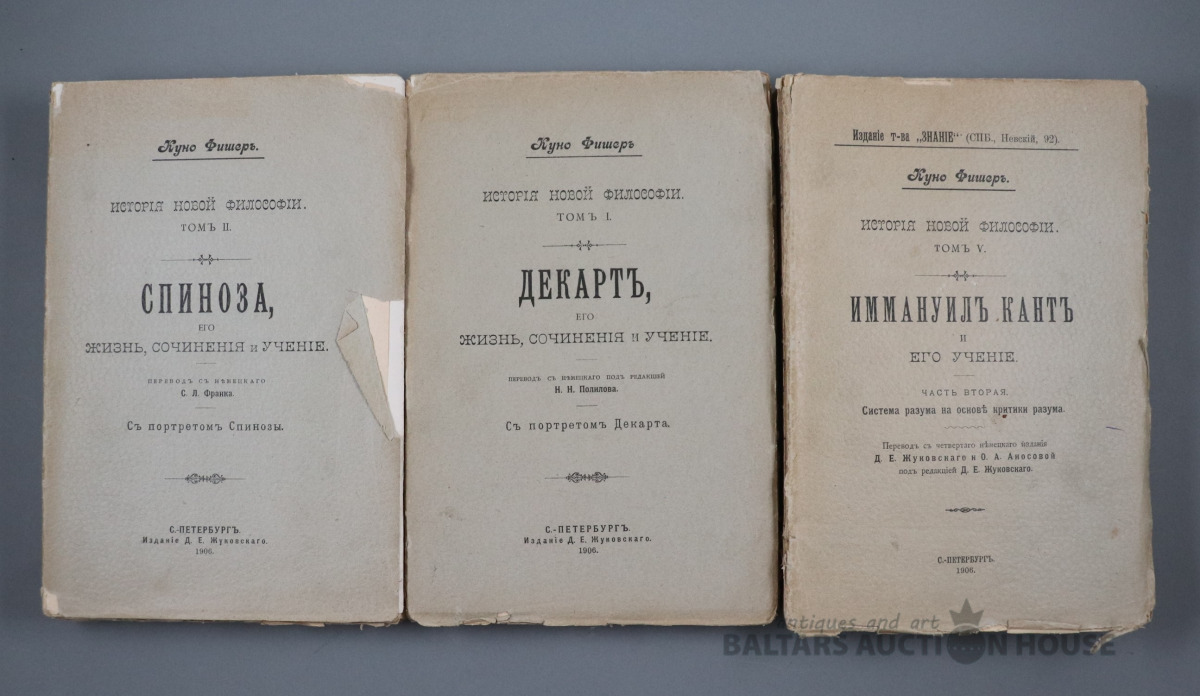 Куно Фишеръ.
ИСТОРІЯ НОВОЙ ФИЛОСОФІИ.
ТОМЪ II.
СПИНОЗА,
ЕГО
ЖИЗНЬ, СОЧИНЕНІЯ и УЧЕНІЕ.
ПЕРЕВОДЪ СЪ НѢМЕЦКАГО
С. Л. Франка.
Съ портретомъ Спинозы.
С.-ПЕТЕРБУРГЪ.
Изданіе Д. Е. Жуковскаго.
1906.
Куно Фишеръ
ИСТОРІЯ НОВОЙ ФИЛОСОФІИ.
ТОМЪ I.
ДЕКАРТЪ,
ЕГО
ЖИЗНЬ, СОЧИНЕНІЯ И УЧЕНІЕ.
ПЕРЕВОДЪ СЪ НѢМЕЦКАГО ПОДЪ РЕДАКЦІЕЙ
Н. Н. Полилова.
Съ портретомъ Декарта.
С.-ПЕТЕРБУРГЪ.
Изданіе Д. Е. Жуковскаго.
1906.
Изданіе т-ва „ЗНАНІЕ“ (СПБ., Невскій, 92).
Куно Фишеръ.
ИСТОРІЯ НОВОЙ ФИЛОСОФІИ.
ТОМЪ V.
ИММАНУИЛЪ КАНТЪ
И
ЕГО УЧЕНІЕ.
ЧАСТЬ ВТОРАЯ.
Система разума на основѣ критики разума.
Переводъ съ четвертаго нѣмецкаго изданія
Д. Е. Жуковскаго и О. А. Аносовой
подъ редакціей Д. Е. Жуковскаго.
С.-ПЕТЕРБУРГЪ.
1906.
antiques and art
BALTARS AUCTION HOUSE